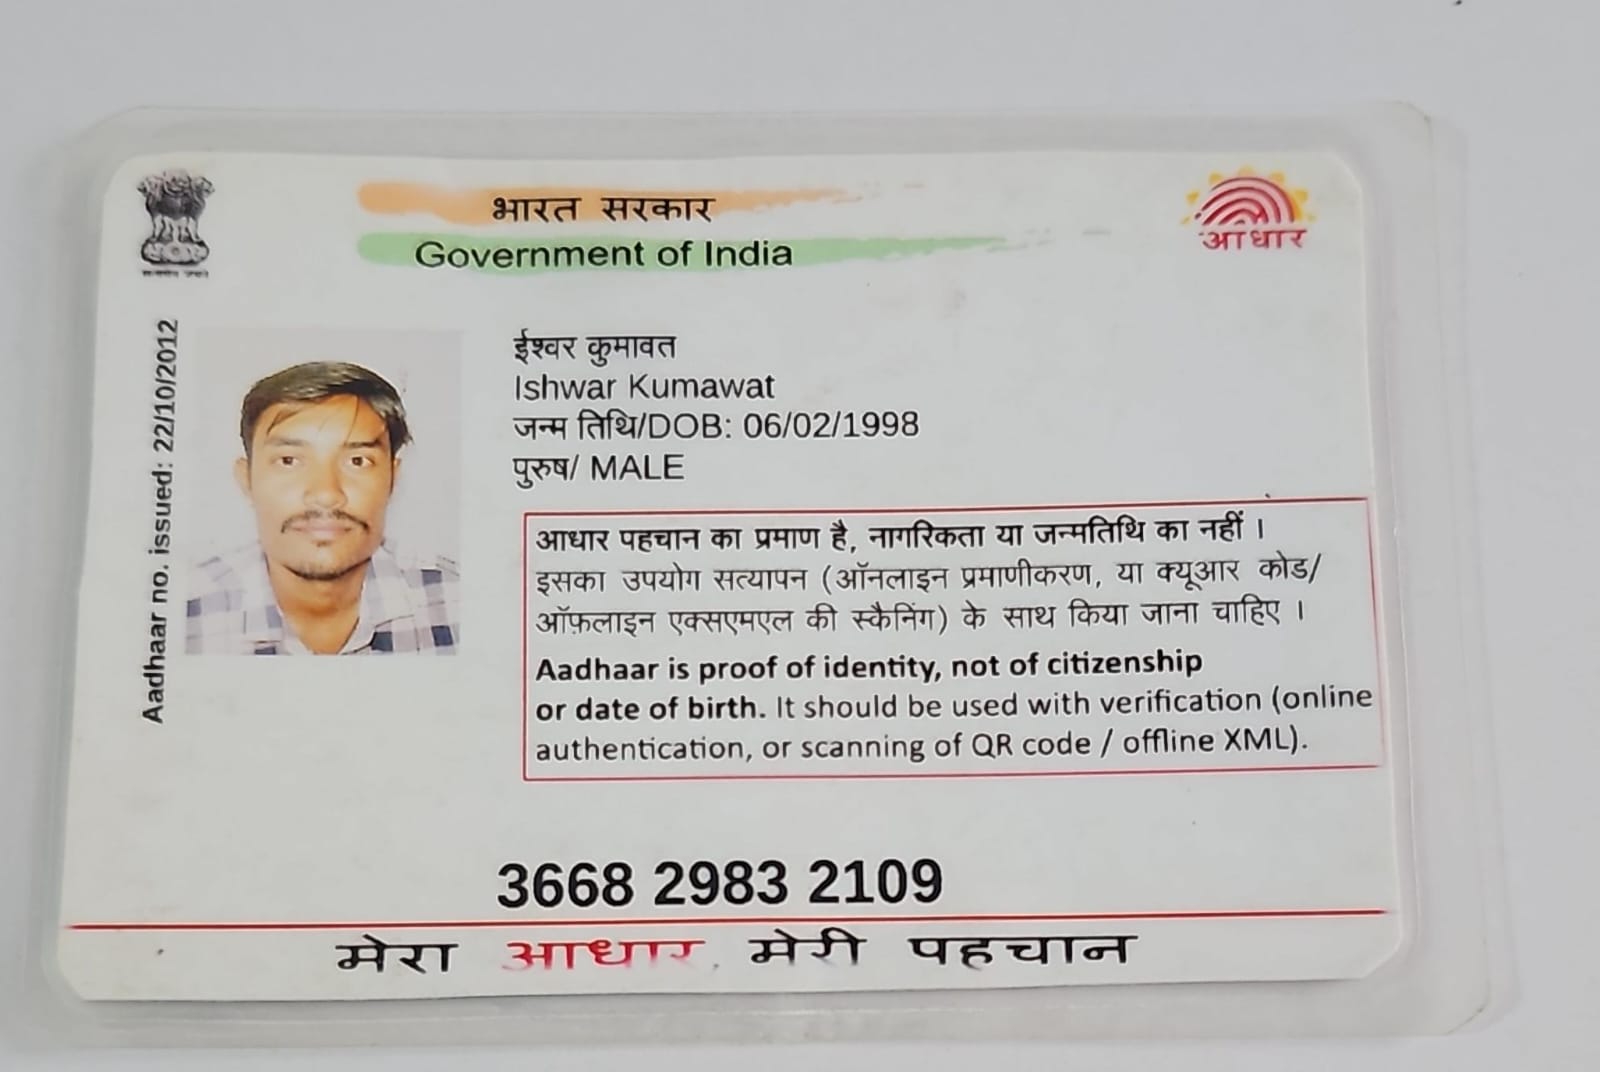 भारत सरकार
Government of India
आधार
Aadhaar no. issued: 22/10/2012
ईश्वर कुमावत
Ishwar Kumawat
जन्म तिथि/DOB: 06/02/1998
पुरुष/ MALE
आधार पहचान का प्रमाण है, नागरिकता या जन्मतिथि का नहीं ।
इसका उपयोग सत्यापन (ऑनलाइन प्रमाणीकरण, या क्यूआर कोड/
ऑफ़लाइन एक्सएमएल की स्कैनिंग) के साथ किया जाना चाहिए ।
Aadhaar is proof of identity, not of citizenship
or date of birth. It should be used with verification (online
authentication, or scanning of QR code / offline XML).
3668 2983 2109
मेरा आधार, मेरी पहचान